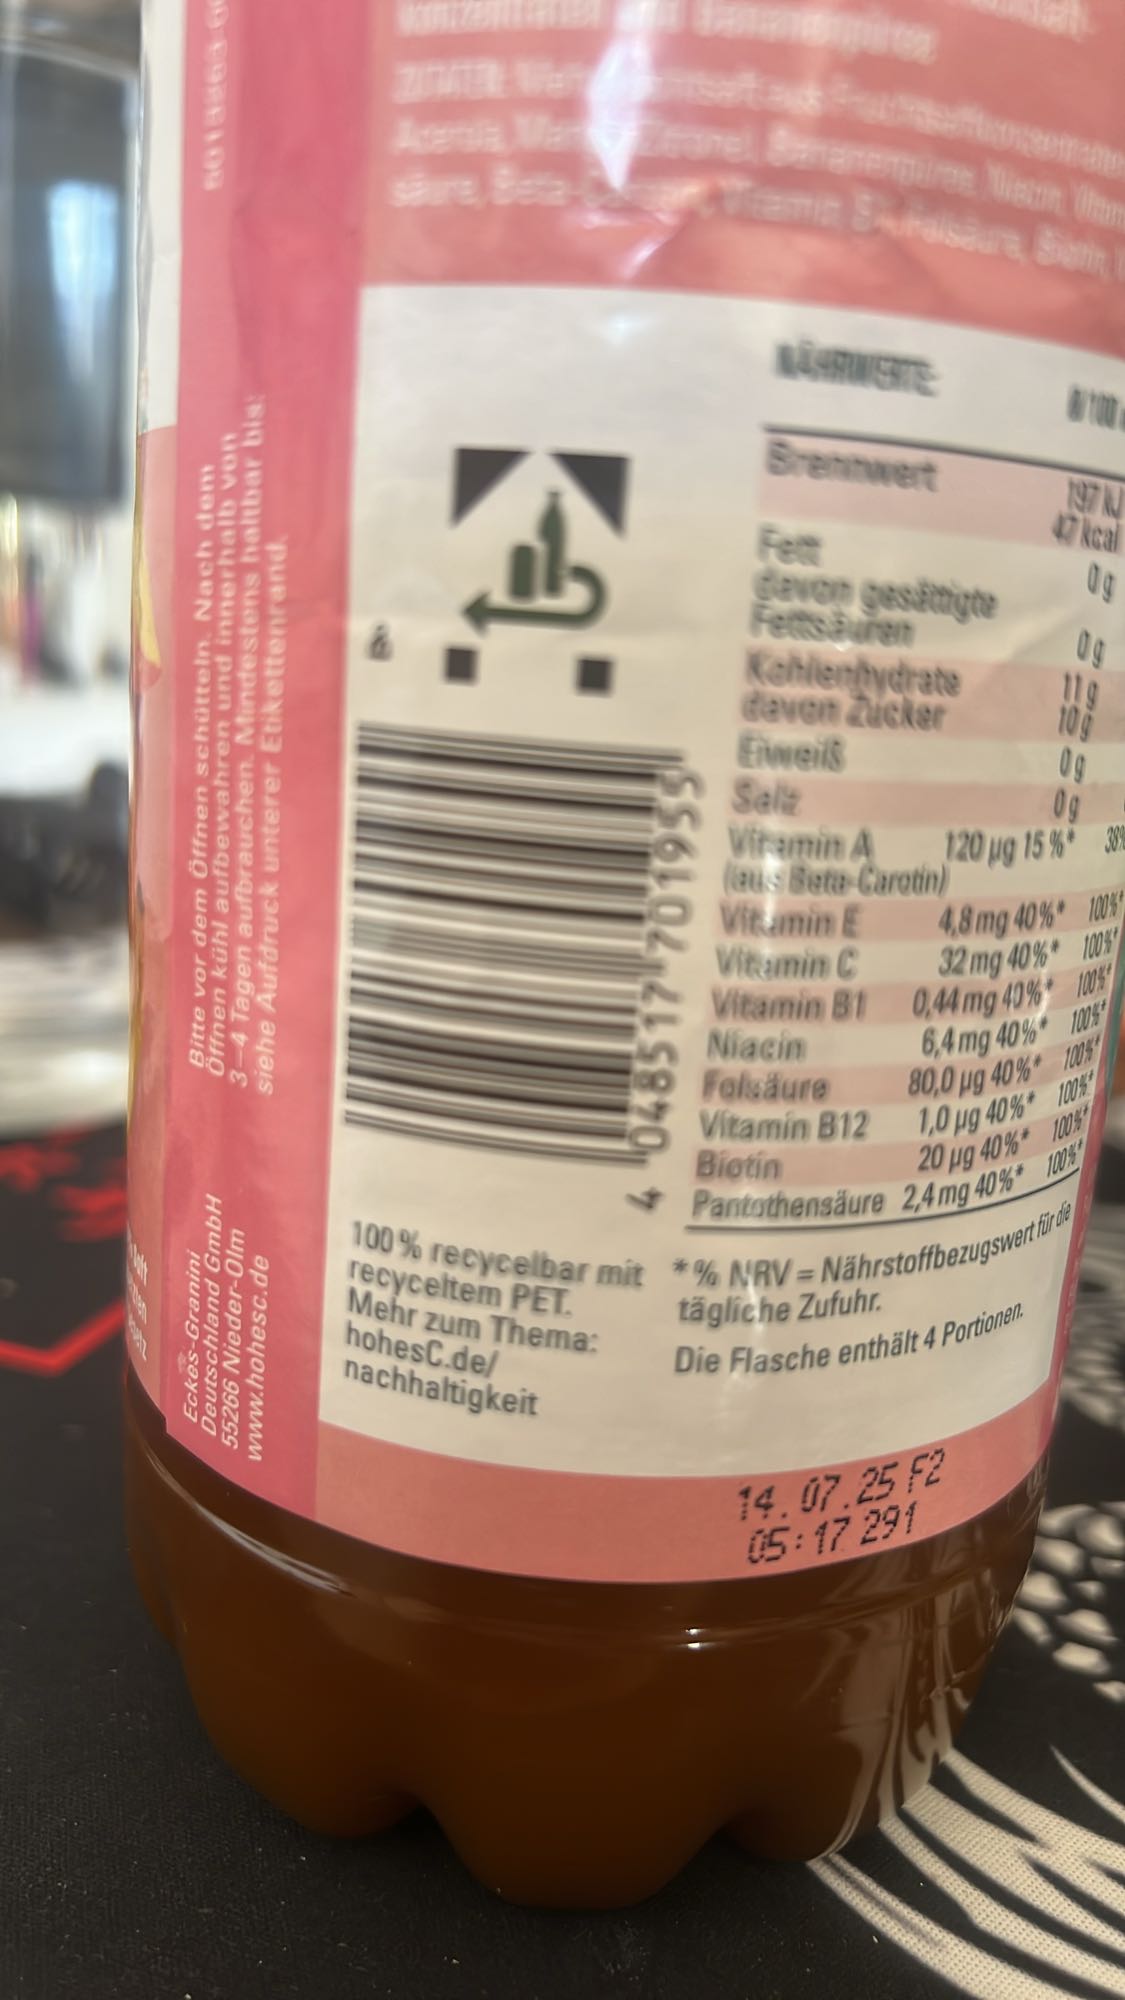 Bananenpüree
säure, Beta-
Bitte vor dem Öffnen schütteln. Nach dem
Öffnen kühl aufbewahren und innerhalb von
3–4 Tagen aufbrauchen. Mindestens haltbar bis:
siehe Aufdruck unterer Etikettenrand.
Eckes-Granini
Deutschland GmbH
55266 Nieder-Olm
www.hohesc.de
4 048517 701955
100 % recycelbar mit
recyceltem PET.
Mehr zum Thema:
hohesC.de/
nachhaltigkeit
NÄHRWERTE:
Brennwert 197 kJ
47 kcal
Fett 0 g
davon gesättigte
Fettsäuren 0 g
Kohlenhydrate 11 g
davon Zucker 10 g
Eiweiß 0 g
Salz 0 g
Vitamin A 120 µg 15 %* 38%
(aus Beta-Carotin)
Vitamin E 4,8 mg 40%* 100%*
Vitamin C 32 mg 40%* 100%*
Vitamin B1 0,44 mg 40%* 100%*
Niacin 6,4 mg 40%* 100%*
Folsäure 80,0 µg 40%* 100%*
Vitamin B12 1,0 µg 40%* 100%*
Biotin 20 µg 40%* 100%*
Pantothensäure 2,4 mg 40%* 100%*
*% NRV = Nährstoffbezugswert für die
tägliche Zufuhr.
Die Flasche enthält 4 Portionen.
14.07.25 F2
05:17 291